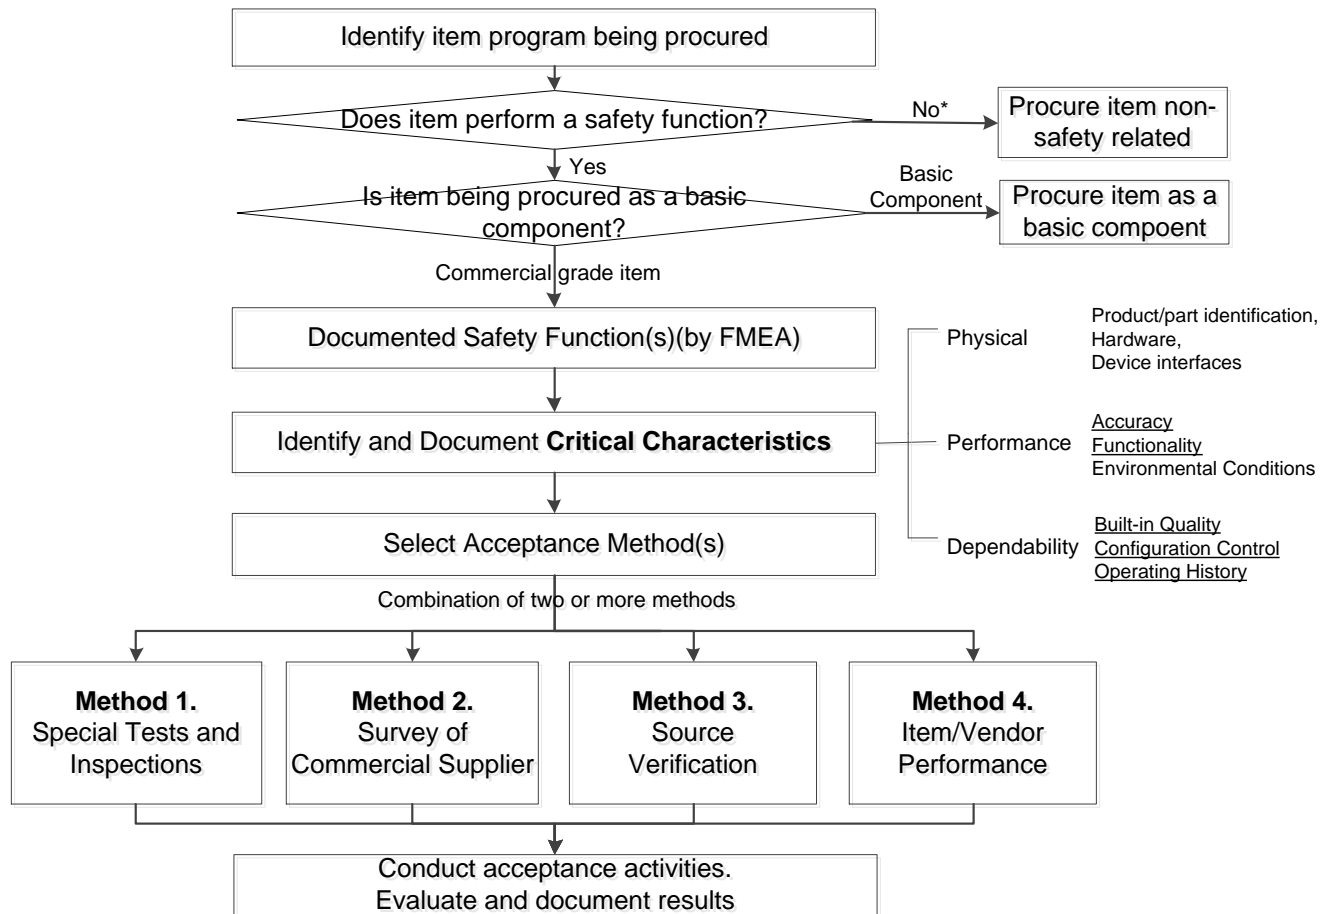 Identify item program being procured
Does item perform a safety function?
No*
Procure item non-
safety related
Yes
Is item being procured as a basic
component?
Basic
Component
Procure item as a
basic compoent
Commercial grade item
Documented Safety Function(s)(by FMEA)
Identify and Document Critical Characteristics
Physical
Product/part identification,
Hardware,
Device interfaces
Performance
Accuracy
Functionality
Environmental Conditions
Dependability
Built-in Quality
Configuration Control
Operating History
Select Acceptance Method(s)
Combination of two or more methods
Method 1.
Special Tests and
Inspections
Method 2.
Survey of
Commercial Supplier
Method 3.
Source
Verification
Method 4.
Item/Vendor
Performance
Conduct acceptance activities.
Evaluate and document results